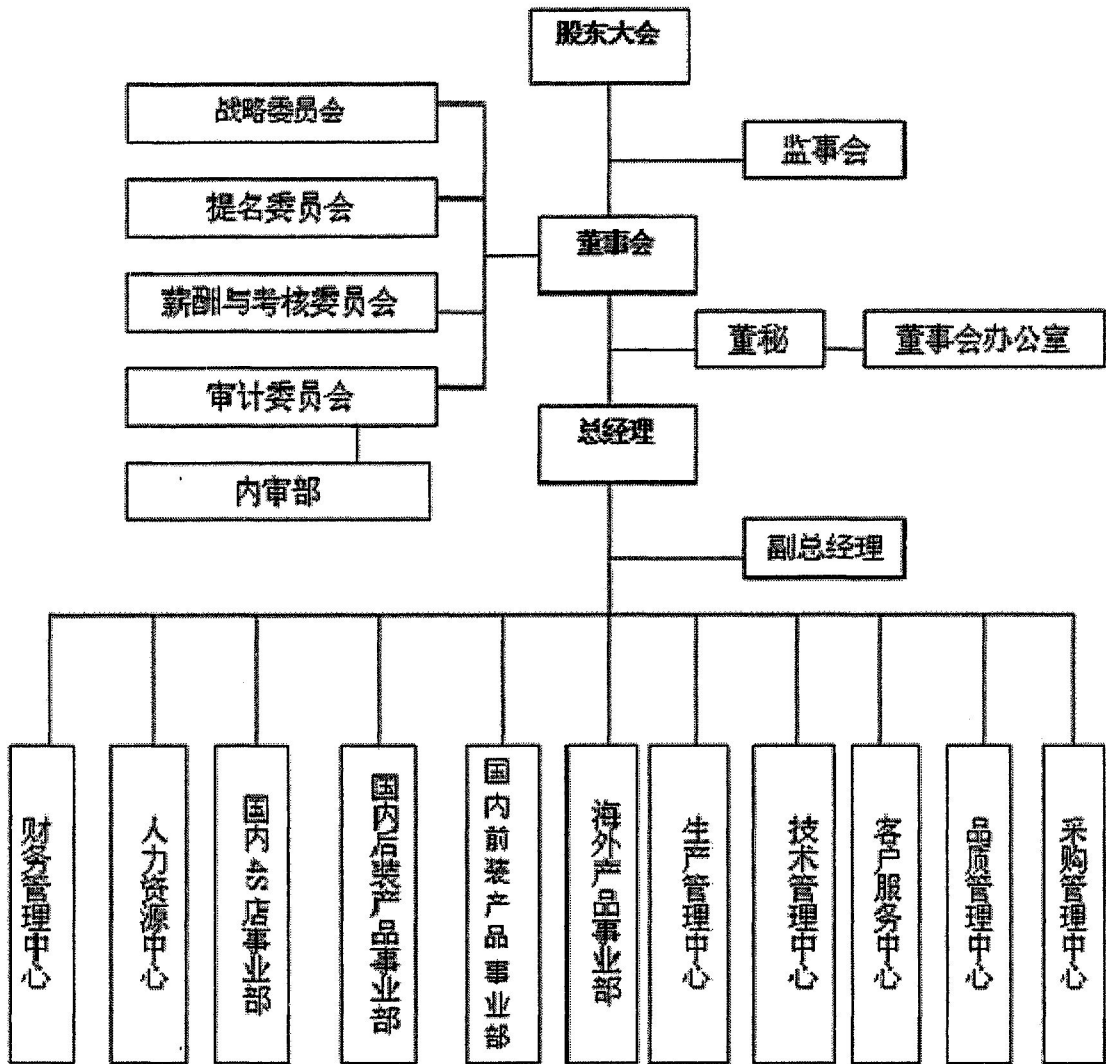 股东大会
战略委员会
监事会
提名委员会
董事会
薪酬与考核委员会
董秘
董事会办公室
审计委员会
总经理
内审部
副总经理
财务管理中心
人力资源中心
国内4S店事业部
国内后装产品事业部
国内前装产品事业部
海外产品事业部
生产管理中心
技术管理中心
客户服务中心
品质管理中心
采购管理中心